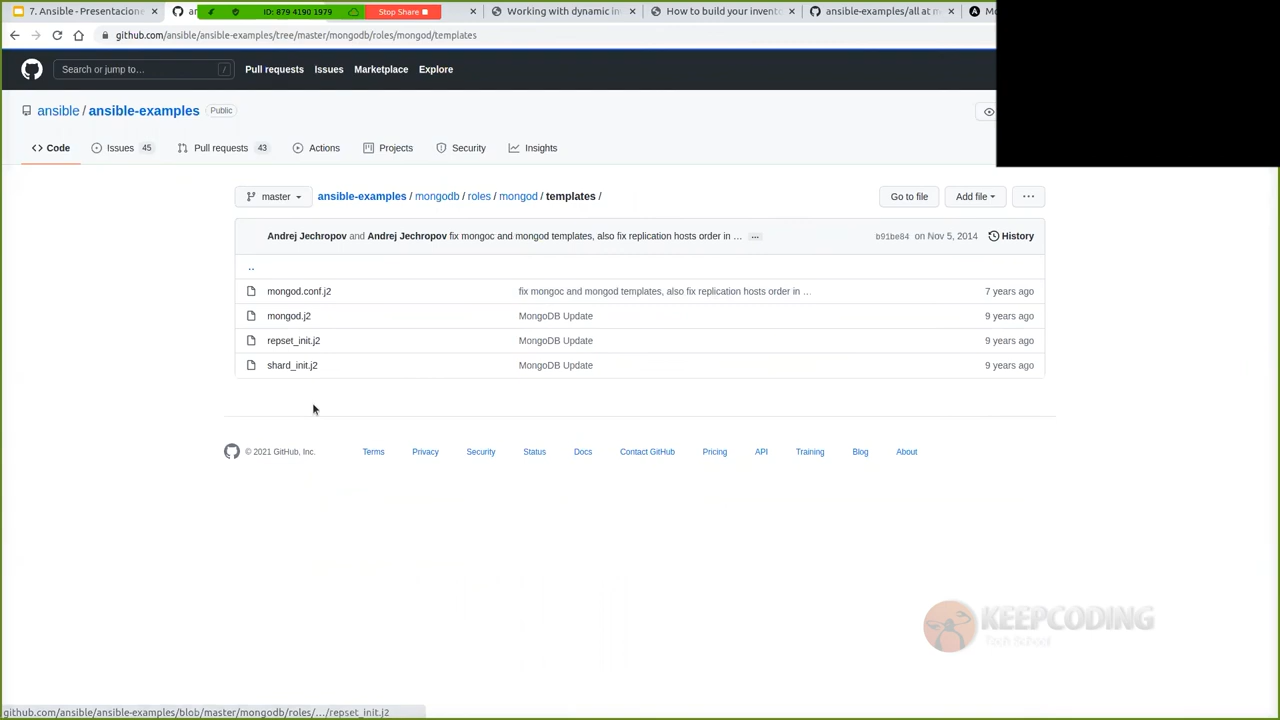 7. Ansible - Presentacion
ID: 879 4190 1979
Stop Share
Working with dynamic in
How to build your invent
ansible-examples/all at m
github.com/ansible/ansible-examples/tree/master/mongodb/roles/mongod/templates
Search or jump to…
/
Pull requests
Issues
Marketplace
Explore
ansible / ansible-examples
Public
Code
Issues 45
Pull requests 43
Actions
Projects
Security
Insights
master
ansible-examples / mongodb / roles / mongod / templates /
Go to file
Add file
...
Andrej Jechropov and Andrej Jechropov fix mongoc and mongod templates, also fix replication hosts order in …
...
b91be84 on Nov 5, 2014
History
..
mongod.conf.j2
fix mongoc and mongod templates, also fix replication hosts order in …
7 years ago
mongod.j2
MongoDB Update
9 years ago
repset_init.j2
MongoDB Update
9 years ago
shard_init.j2
MongoDB Update
9 years ago
© 2021 GitHub, Inc.
Terms
Privacy
Security
Status
Docs
Contact GitHub
Pricing
API
Training
Blog
About
KEEPCODING
Tech School
github.com/ansible/ansible-examples/blob/master/mongodb/roles/…/repset_init.j2